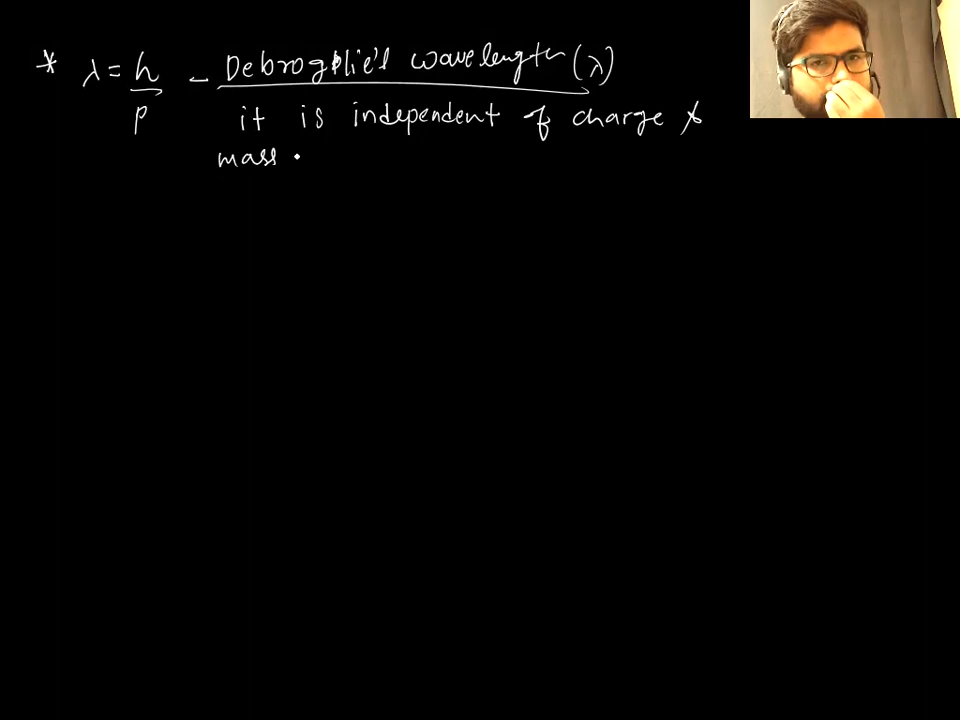 * λ = h/p - Debroglie's wavelength (λ)
it is independent of charge &
mass.